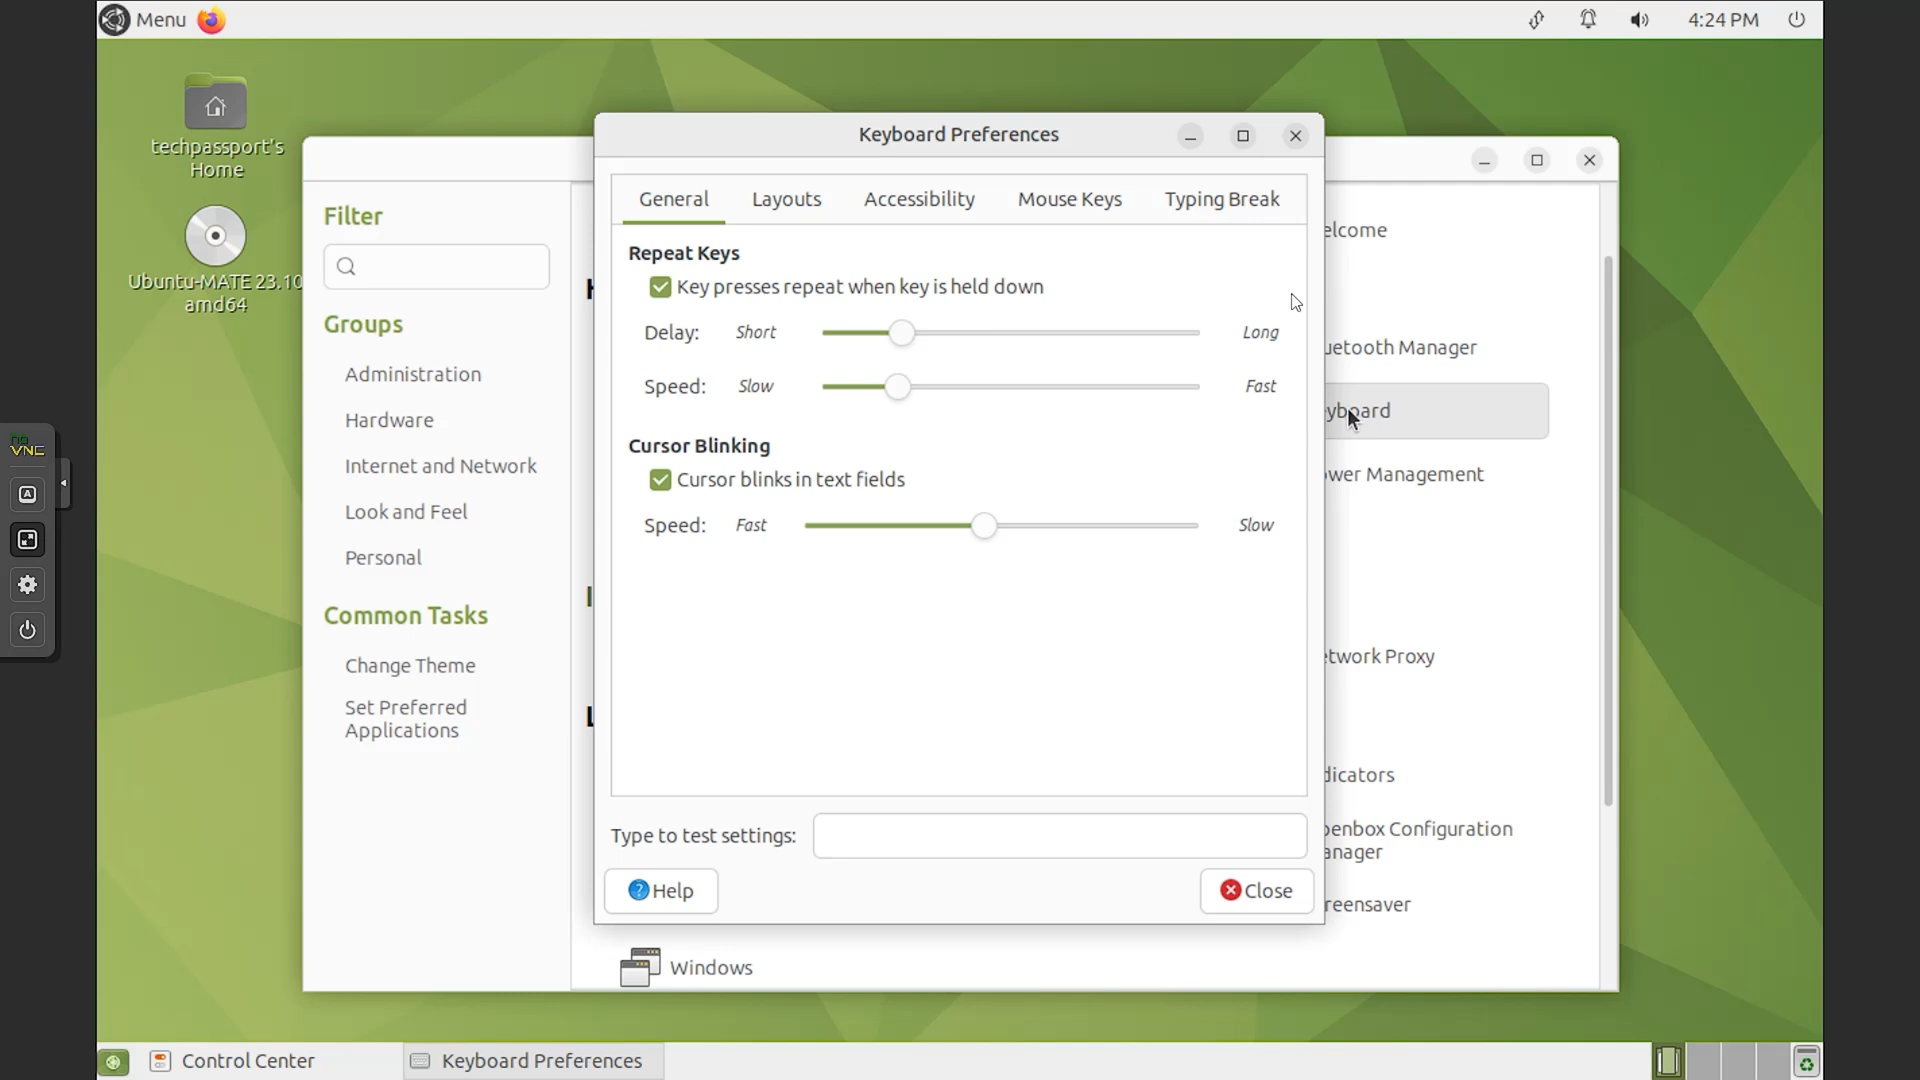 Menu
4:24 PM
techpassport's
Home
Ubuntu-MATE 23.10
amd64
no
VNC
A
Filter
Groups
Administration
Hardware
Internet and Network
Look and Feel
Personal
Common Tasks
Change Theme
Set Preferred
Applications
Keyboard Preferences
General Layouts Accessibility Mouse Keys Typing Break
Repeat Keys
Key presses repeat when key is held down
Delay: Short Long
Speed: Slow Fast
Cursor Blinking
Cursor blinks in text fields
Speed: Fast Slow
Type to test settings:
Help
Close
elcome
uetooth Manager
yboard
ower Management
etwork Proxy
dicators
penbox Configuration
anager
reensaver
Windows
Control Center
Keyboard Preferences